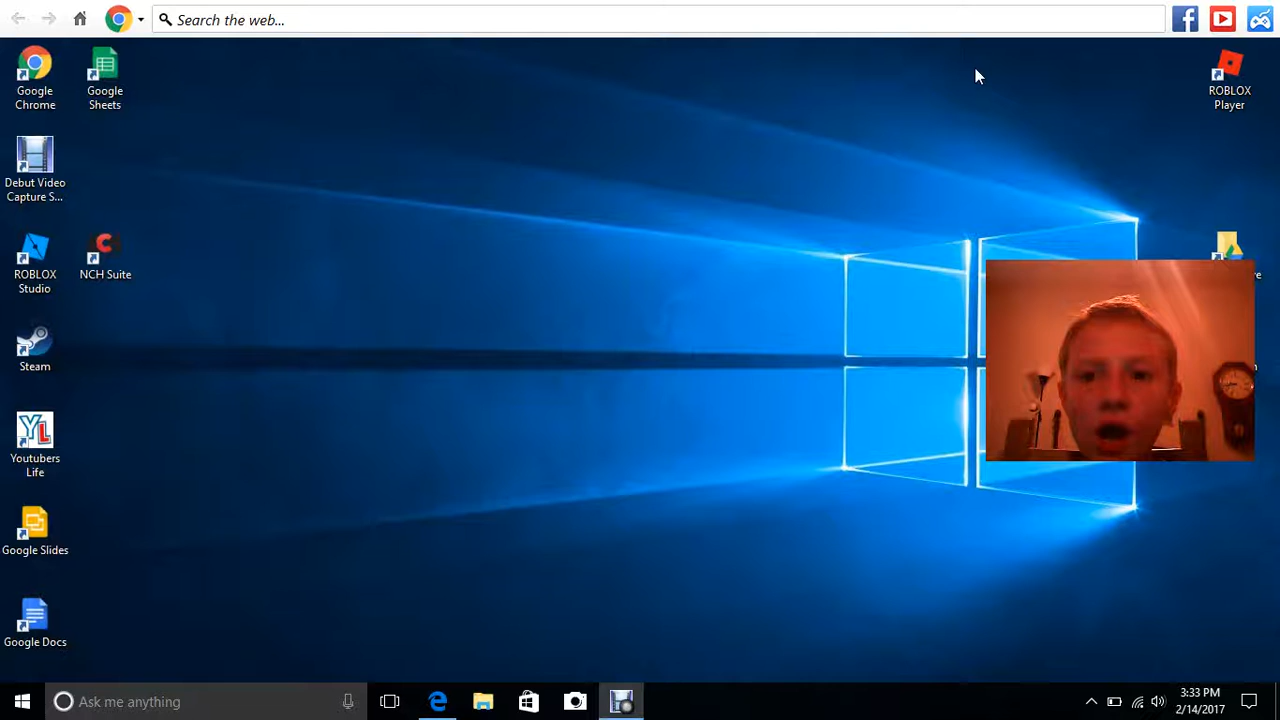 Search the web...
Google
Chrome
Google
Sheets
ROBLOX
Player
Debut Video
Capture S...
ROBLOX
Studio
NCH Suite
Steam
YL
Youtubers
Life
Google Slides
Google Docs
Ask me anything
3:33 PM
2/14/2017